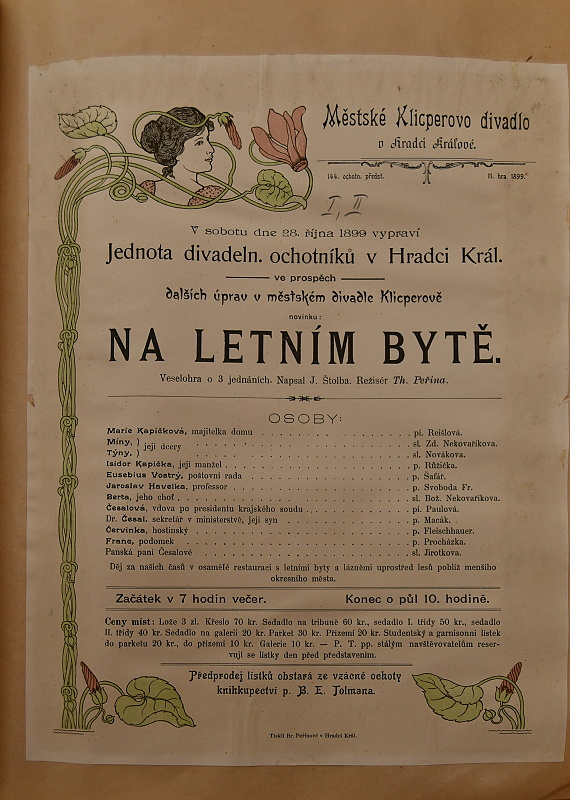 Městské Klicperovo divadlo
v Hradci Králové.
144. ochotn. předst. 11. hra 1899.
I, II
V sobotu dne 28. října 1899 vypraví
Jednota divadeln. ochotníků v Hradci Král.
ve prospěch
dalších úprav v městském divadle Klicperově
novinku:
NA LETNÍM BYTĚ.
Veselohra o 3 jednáních. Napsal J. Štolba. Režisér Th. Peřina.
OSOBY:
Marie Kapičková, majitelka domu . . . pí. Reislová.
Míny, ) . . . sl. Zd. Nekovaříkova.
její dcery
Týny, ) . . . sl. Novákova.
Isidor Kapička, její manžel . . . p. Růžička.
Eusebius Vostrý, poštovní rada . . . p. Šafář.
Jaroslav Havelka, professor . . . p. Svoboda Fr.
Berta, jeho choť . . . sl. Bož. Nekovaříkova.
Česalová, vdova po presidentu krajského soudu . . . pí. Paulová.
Dr. Česal, sekretář v ministerstvě, její syn . . . p. Macák.
Červinka, hostinský . . . p. Fleischhauer.
Franc, podomek . . . p. Procházka.
Panská paní Česalové . . . sl. Jirotkova.
Děj za našich časů v osamělé restauraci s letními byty a lázněmi uprostřed lesů poblíž menšího
okresního města.
Začátek v 7 hodin večer. Konec o půl 10. hodině.
Ceny míst: Lože 3 zl. Křeslo 70 kr. Sedadlo na tribuně 60 kr., sedadlo I. třídy 50 kr., sedadlo
II. třídy 40 kr. Sedadlo na galerii 20 kr. Parket 30 kr. Přízemí 20 kr. Studentský a garnisonní lístek
do parketu 20 kr., do přízemí 10 kr. Galerie 10 kr. — P. T. pp. stálým navštěvovatelům reser-
vují se lístky den před představením.
Předprodej lístků obstará ze vzácné ochoty
knihkupectví p. B. E. Tolmana.
Tiskli Br. Peřinové v Hradci Král.